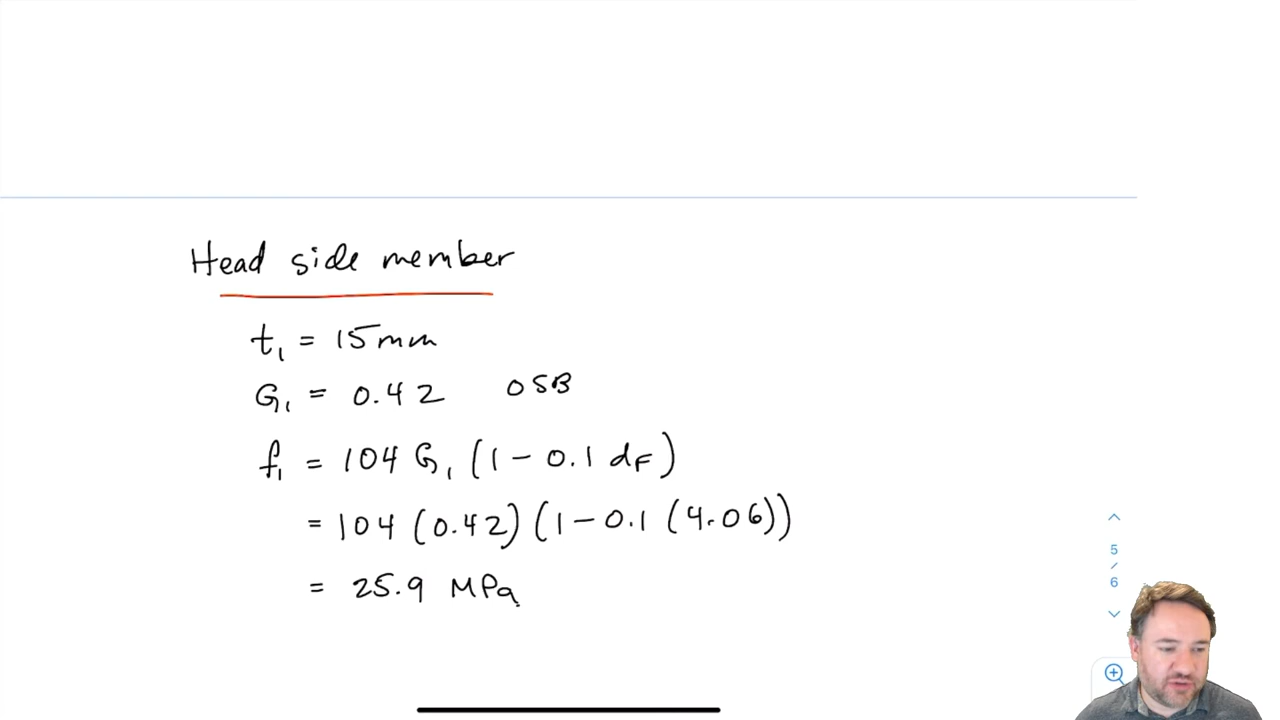 Head side member
t₁ = 15mm
G₁ = 0.42 OSB
f₁ = 104 G₁ (1 - 0.1 dF)
= 104 (0.42) (1 - 0.1 (4.06))
= 25.9 MPa
5
/
6